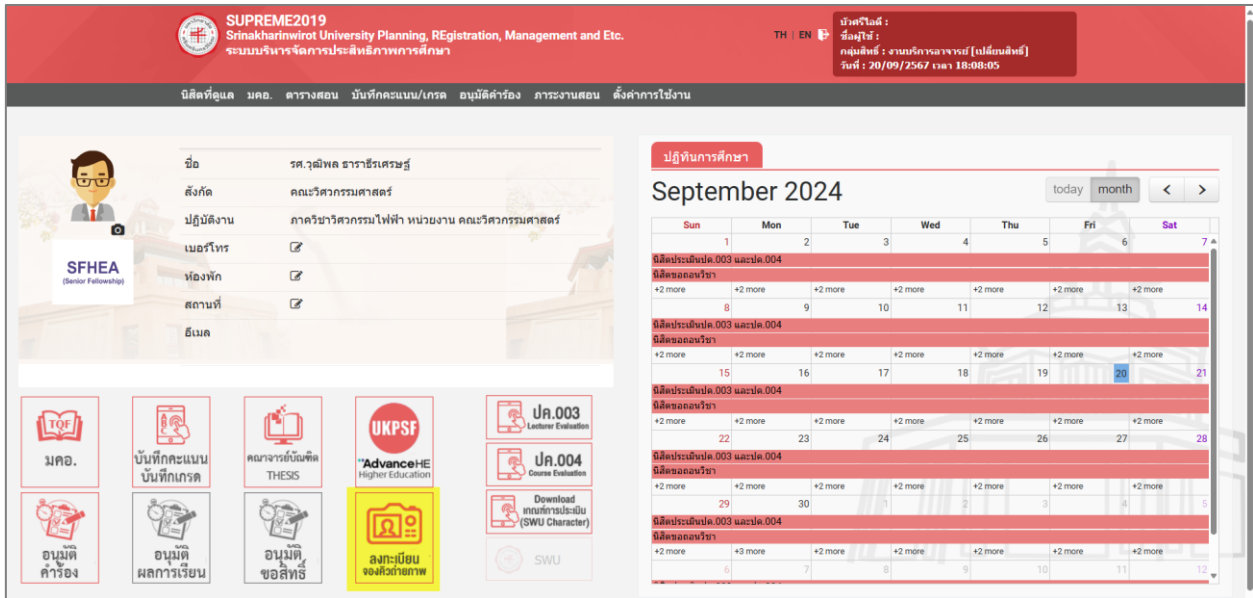 SUPREME2019
Srinakharinwirot University Planning, REgistration, Management and Etc.
ระบบบริหารจัดการประสิทธิภาพการศึกษา
TH | EN
บัวศรีไอดี :
ชื่อผู้ใช้ :
กลุ่มสิทธิ์ : งานบริการอาจารย์ [เปลี่ยนสิทธิ์]
วันที่ : 20/09/2567 เวลา 18:08:05
นิสิตที่ดูแล มคอ. ตารางสอน บันทึกคะแนน/เกรด อนุมัติคำร้อง ภาระงานสอน ตั้งค่าการใช้งาน
ชื่อ รศ.วุฒิพล ธาราธีรเศรษฐ์
สังกัด คณะวิศวกรรมศาสตร์
ปฏิบัติงาน ภาควิชาวิศวกรรมไฟฟ้า หน่วยงาน คณะวิศวกรรมศาสตร์
เบอร์โทร
ห้องพัก
สถานที่
อีเมล
SFHEA
(Senior Fellowship)
TQF
มคอ.
บันทึกคะแนน
บันทึกเกรด
คณาจารย์บัณฑิต
THESIS
UKPSF
AdvanceHE
Higher Education
ปค.003
Lecturer Evaluation
ปค.004
Course Evaluation
Download
เกณฑ์การประเมิน
(SWU Character)
SWU
อนุมัติ
คำร้อง
อนุมัติ
ผลการเรียน
อนุมัติ
ขอสิทธิ์
ลงทะเบียน
จองคิวถ่ายภาพ
ปฏิทินการศึกษา
September 2024
today month < >
Sun Mon Tue Wed Thu Fri Sat
1 2 3 4 5 6 7
นิสิตประเมินปค.003 และปค.004
นิสิตขอถอนวิชา
+2 more +2 more +2 more +2 more +2 more +2 more +2 more
8 9 10 11 12 13 14
นิสิตประเมินปค.003 และปค.004
นิสิตขอถอนวิชา
+2 more +2 more +2 more +2 more +2 more +2 more +2 more
15 16 17 18 19 20 21
นิสิตประเมินปค.003 และปค.004
นิสิตขอถอนวิชา
+2 more +2 more +2 more +2 more +2 more +2 more +2 more
22 23 24 25 26 27 28
นิสิตประเมินปค.003 และปค.004
นิสิตขอถอนวิชา
+2 more +2 more +2 more +2 more +2 more +2 more +2 more
29 30 1 2 3 4 5
นิสิตประเมินปค.003 และปค.004
นิสิตขอถอนวิชา
+2 more +3 more +2 more +2 more +2 more +2 more +2 more
6 7 8 9 10 11 12